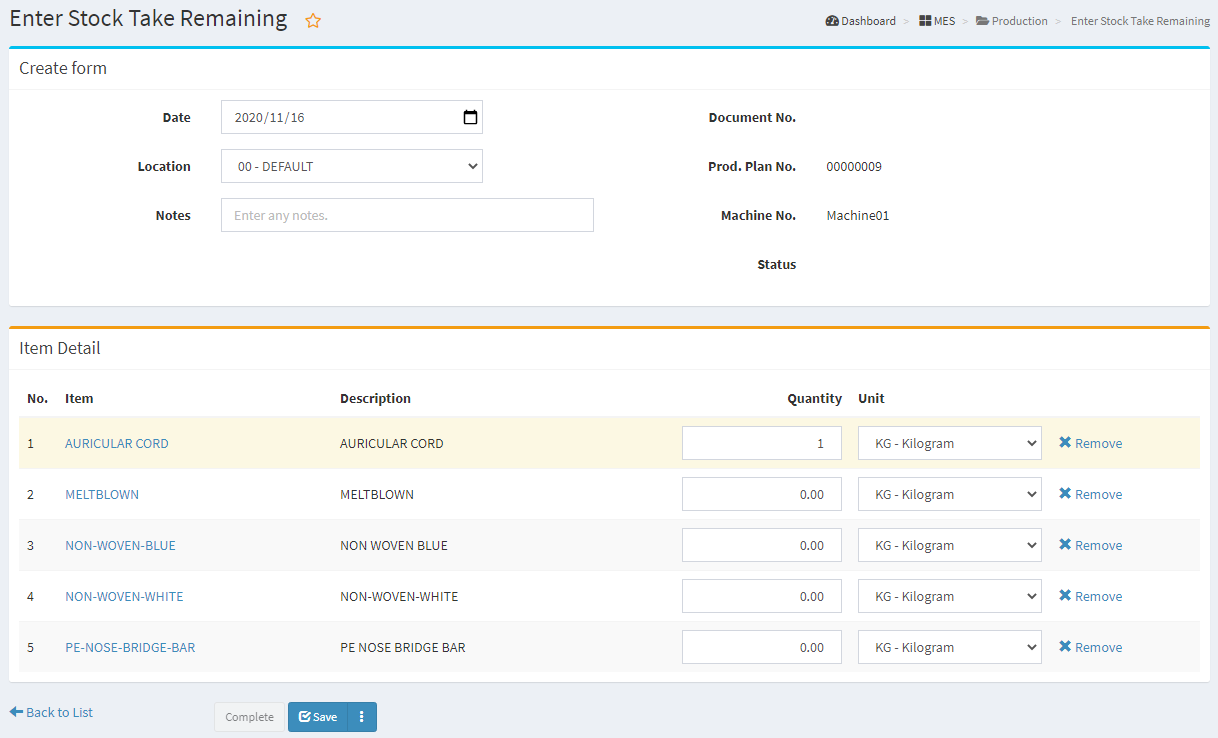 Enter Stock Take Remaining
Dashboard > MES > Production > Enter Stock Take Remaining
Create form
Date 2020/11/16 Document No.
Location 00 - DEFAULT Prod. Plan No. 00000009
Notes Enter any notes. Machine No. Machine01
Status
Item Detail
No. Item Description Quantity Unit
1 AURICULAR CORD AURICULAR CORD 1 KG - Kilogram Remove
2 MELTBLOWN MELTBLOWN 0.00 KG - Kilogram Remove
3 NON-WOVEN-BLUE NON WOVEN BLUE 0.00 KG - Kilogram Remove
4 NON-WOVEN-WHITE NON-WOVEN-WHITE 0.00 KG - Kilogram Remove
5 PE-NOSE-BRIDGE-BAR PE NOSE BRIDGE BAR 0.00 KG - Kilogram Remove
Back to List Complete Save